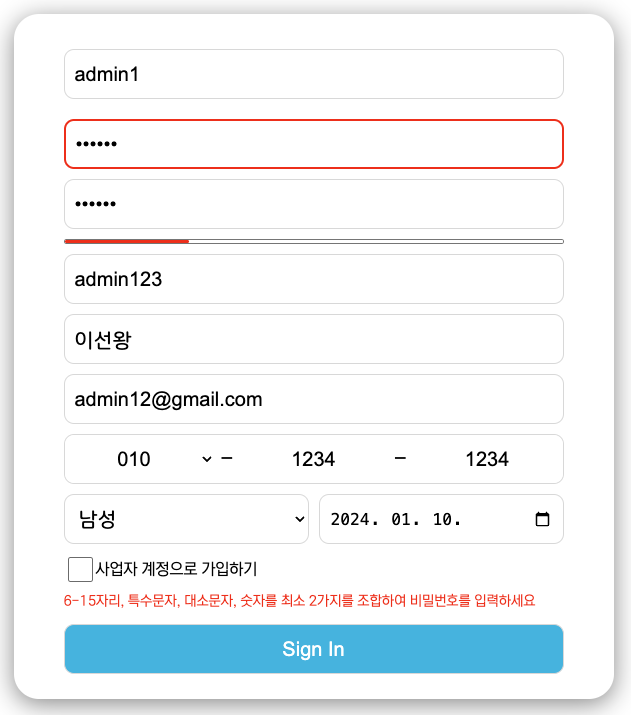 admin1
••••••
••••••
admin123
이선왕
admin12@gmail.com
010 – 1234 – 1234
남성 2024. 01. 10.
사업자 계정으로 가입하기
6-15자리, 특수문자, 대소문자, 숫자를 최소 2가지를 조합하여 비밀번호를 입력하세요
Sign In